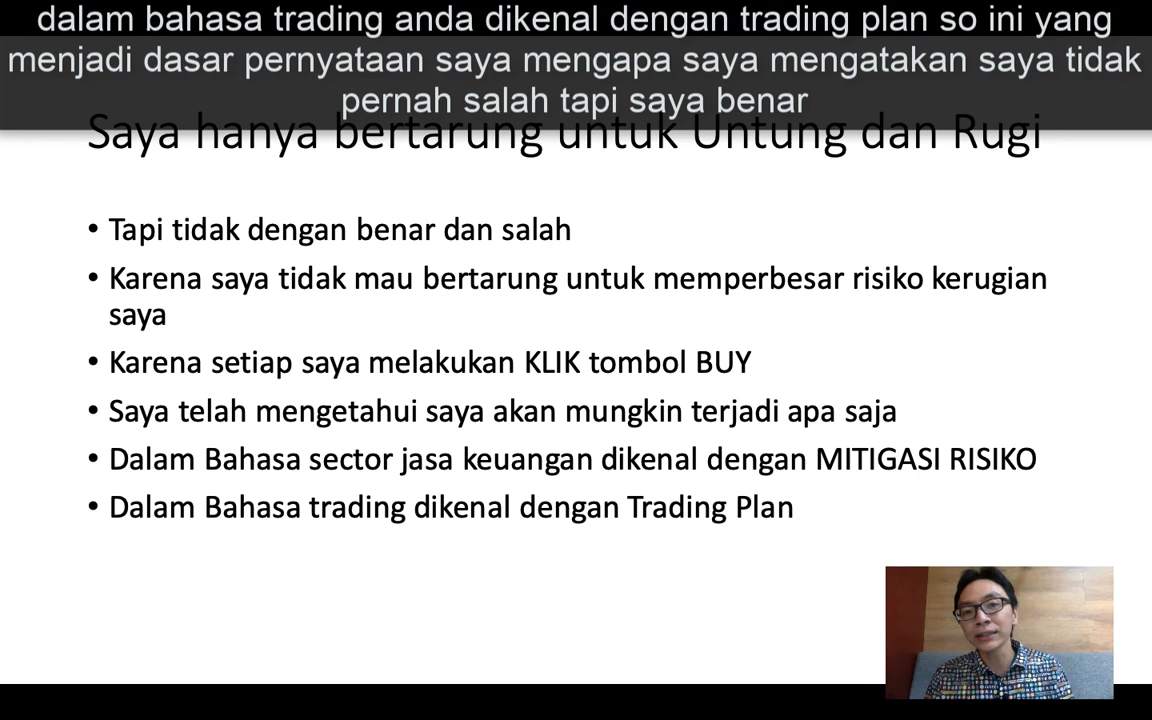 dalam bahasa trading anda dikenal dengan trading plan so ini yang
menjadi dasar pernyataan saya mengapa saya mengatakan saya tidak
pernah salah tapi saya benar
Saya hanya bertarung untuk Untung dan Rugi
• Tapi tidak dengan benar dan salah
• Karena saya tidak mau bertarung untuk memperbesar risiko kerugian
saya
• Karena setiap saya melakukan KLIK tombol BUY
• Saya telah mengetahui saya akan mungkin terjadi apa saja
• Dalam Bahasa sector jasa keuangan dikenal dengan MITIGASI RISIKO
• Dalam Bahasa trading dikenal dengan Trading Plan